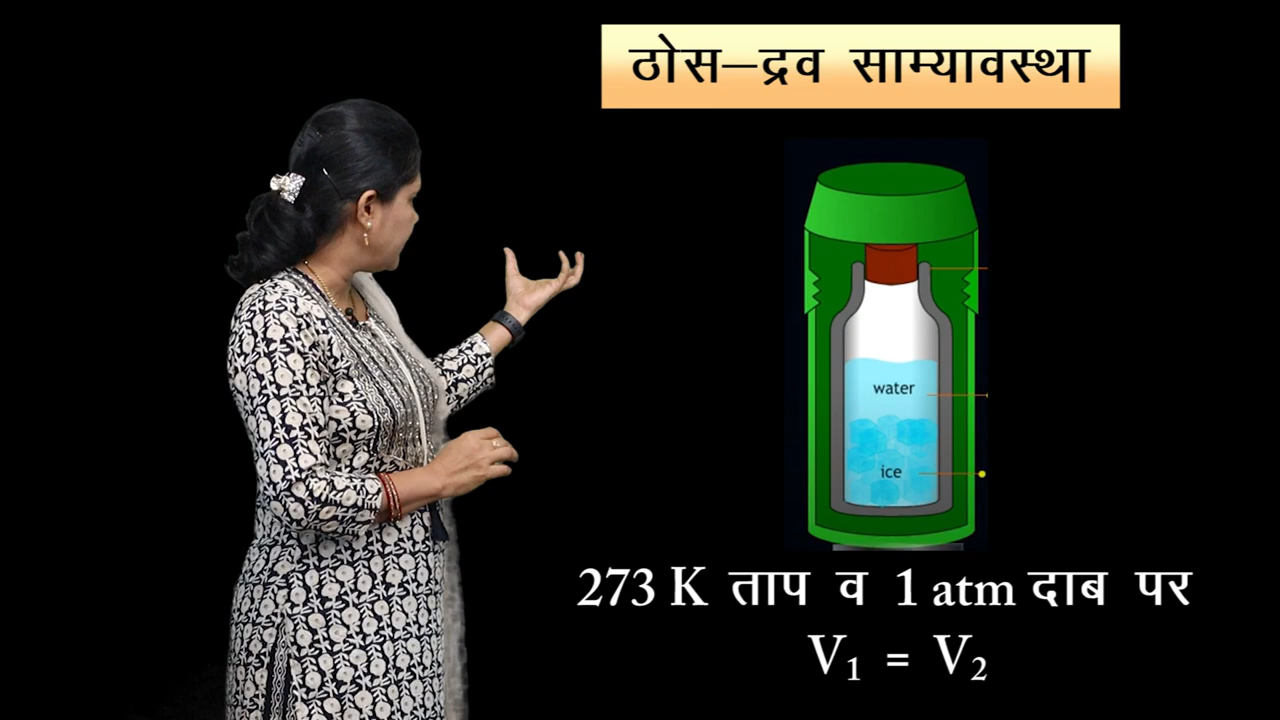 ठोस–द्रव साम्यावस्था
water
ice
273 K ताप व 1 atm दाब पर
V₁ = V₂